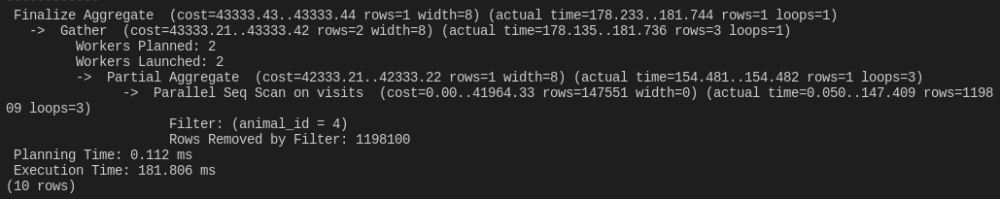 ------------
Finalize Aggregate  (cost=43333.43..43333.44 rows=1 width=8) (actual time=178.233..181.744 rows=1 loops=1)
->  Gather  (cost=43333.21..43333.42 rows=2 width=8) (actual time=178.135..181.736 rows=3 loops=1)
Workers Planned: 2
Workers Launched: 2
->  Partial Aggregate  (cost=42333.21..42333.22 rows=1 width=8) (actual time=154.481..154.482 rows=1 loops=3)
->  Parallel Seq Scan on visits  (cost=0.00..41964.33 rows=147551 width=0) (actual time=0.050..147.409 rows=1198
09 loops=3)
Filter: (animal_id = 4)
Rows Removed by Filter: 1198100
Planning Time: 0.112 ms
Execution Time: 181.806 ms
(10 rows)